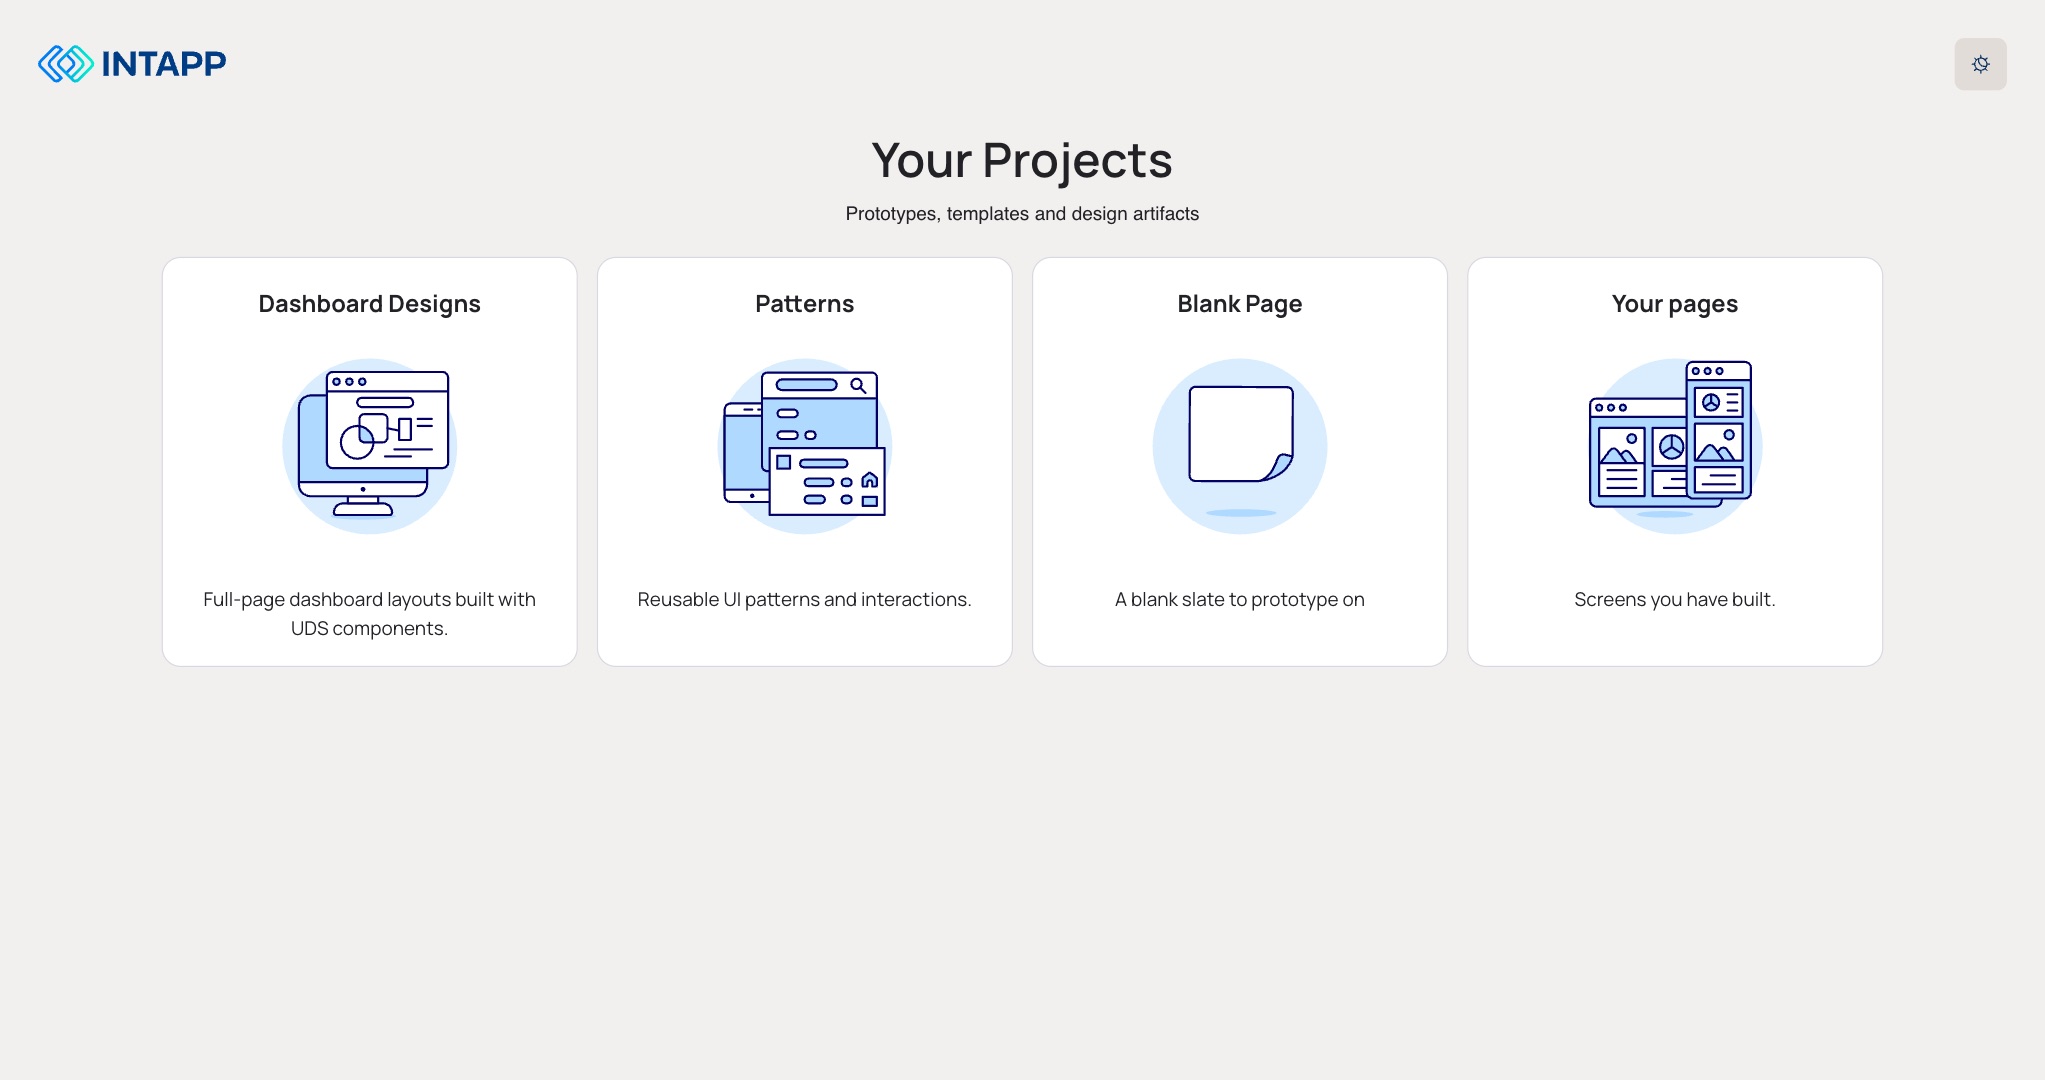 INTAPP
Your Projects
Prototypes, templates and design artifacts
Dashboard Designs
Full-page dashboard layouts built with
UDS components.
Patterns
Reusable UI patterns and interactions.
Blank Page
A blank slate to prototype on
Your pages
Screens you have built.